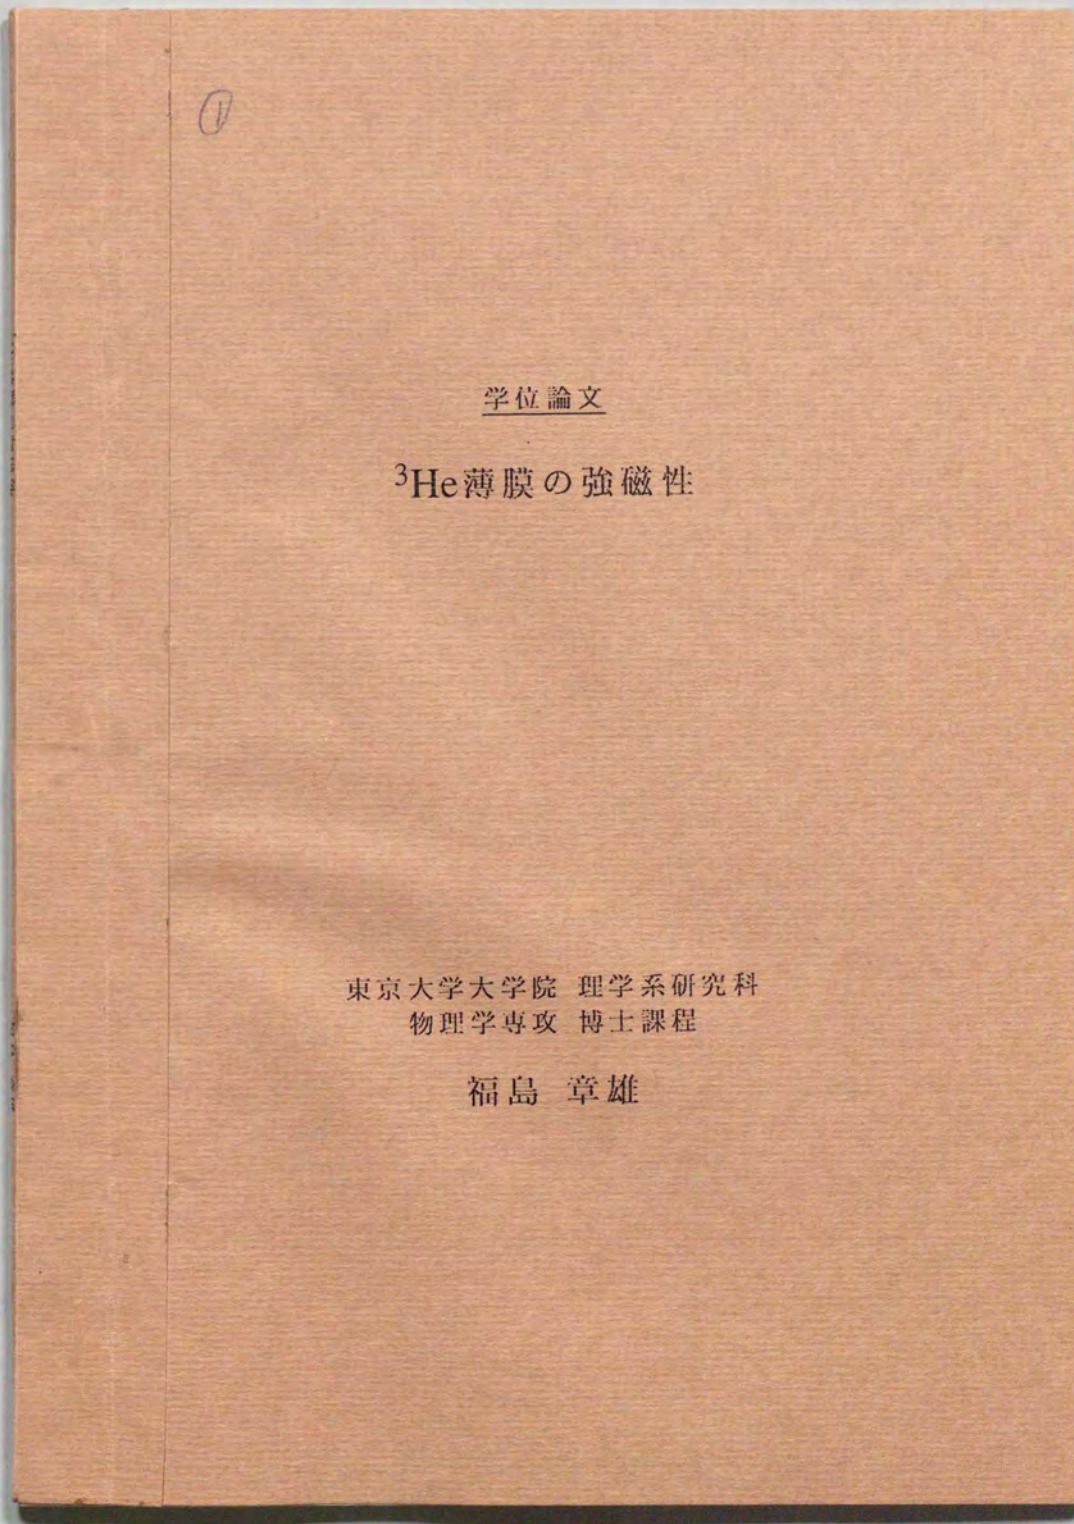 ①
学位論文
³He薄膜の強磁性
東京大学大学院 理学系研究科
物理学専攻 博士課程
福島 章雄